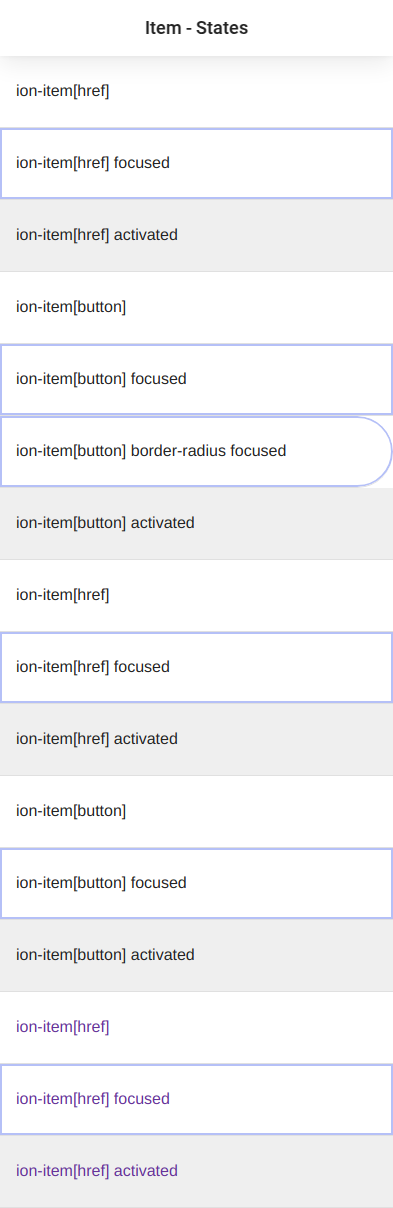 Item - States
ion-item[href]
ion-item[href] focused
ion-item[href] activated
ion-item[button]
ion-item[button] focused
ion-item[button] border-radius focused
ion-item[button] activated
ion-item[href]
ion-item[href] focused
ion-item[href] activated
ion-item[button]
ion-item[button] focused
ion-item[button] activated
ion-item[href]
ion-item[href] focused
ion-item[href] activated